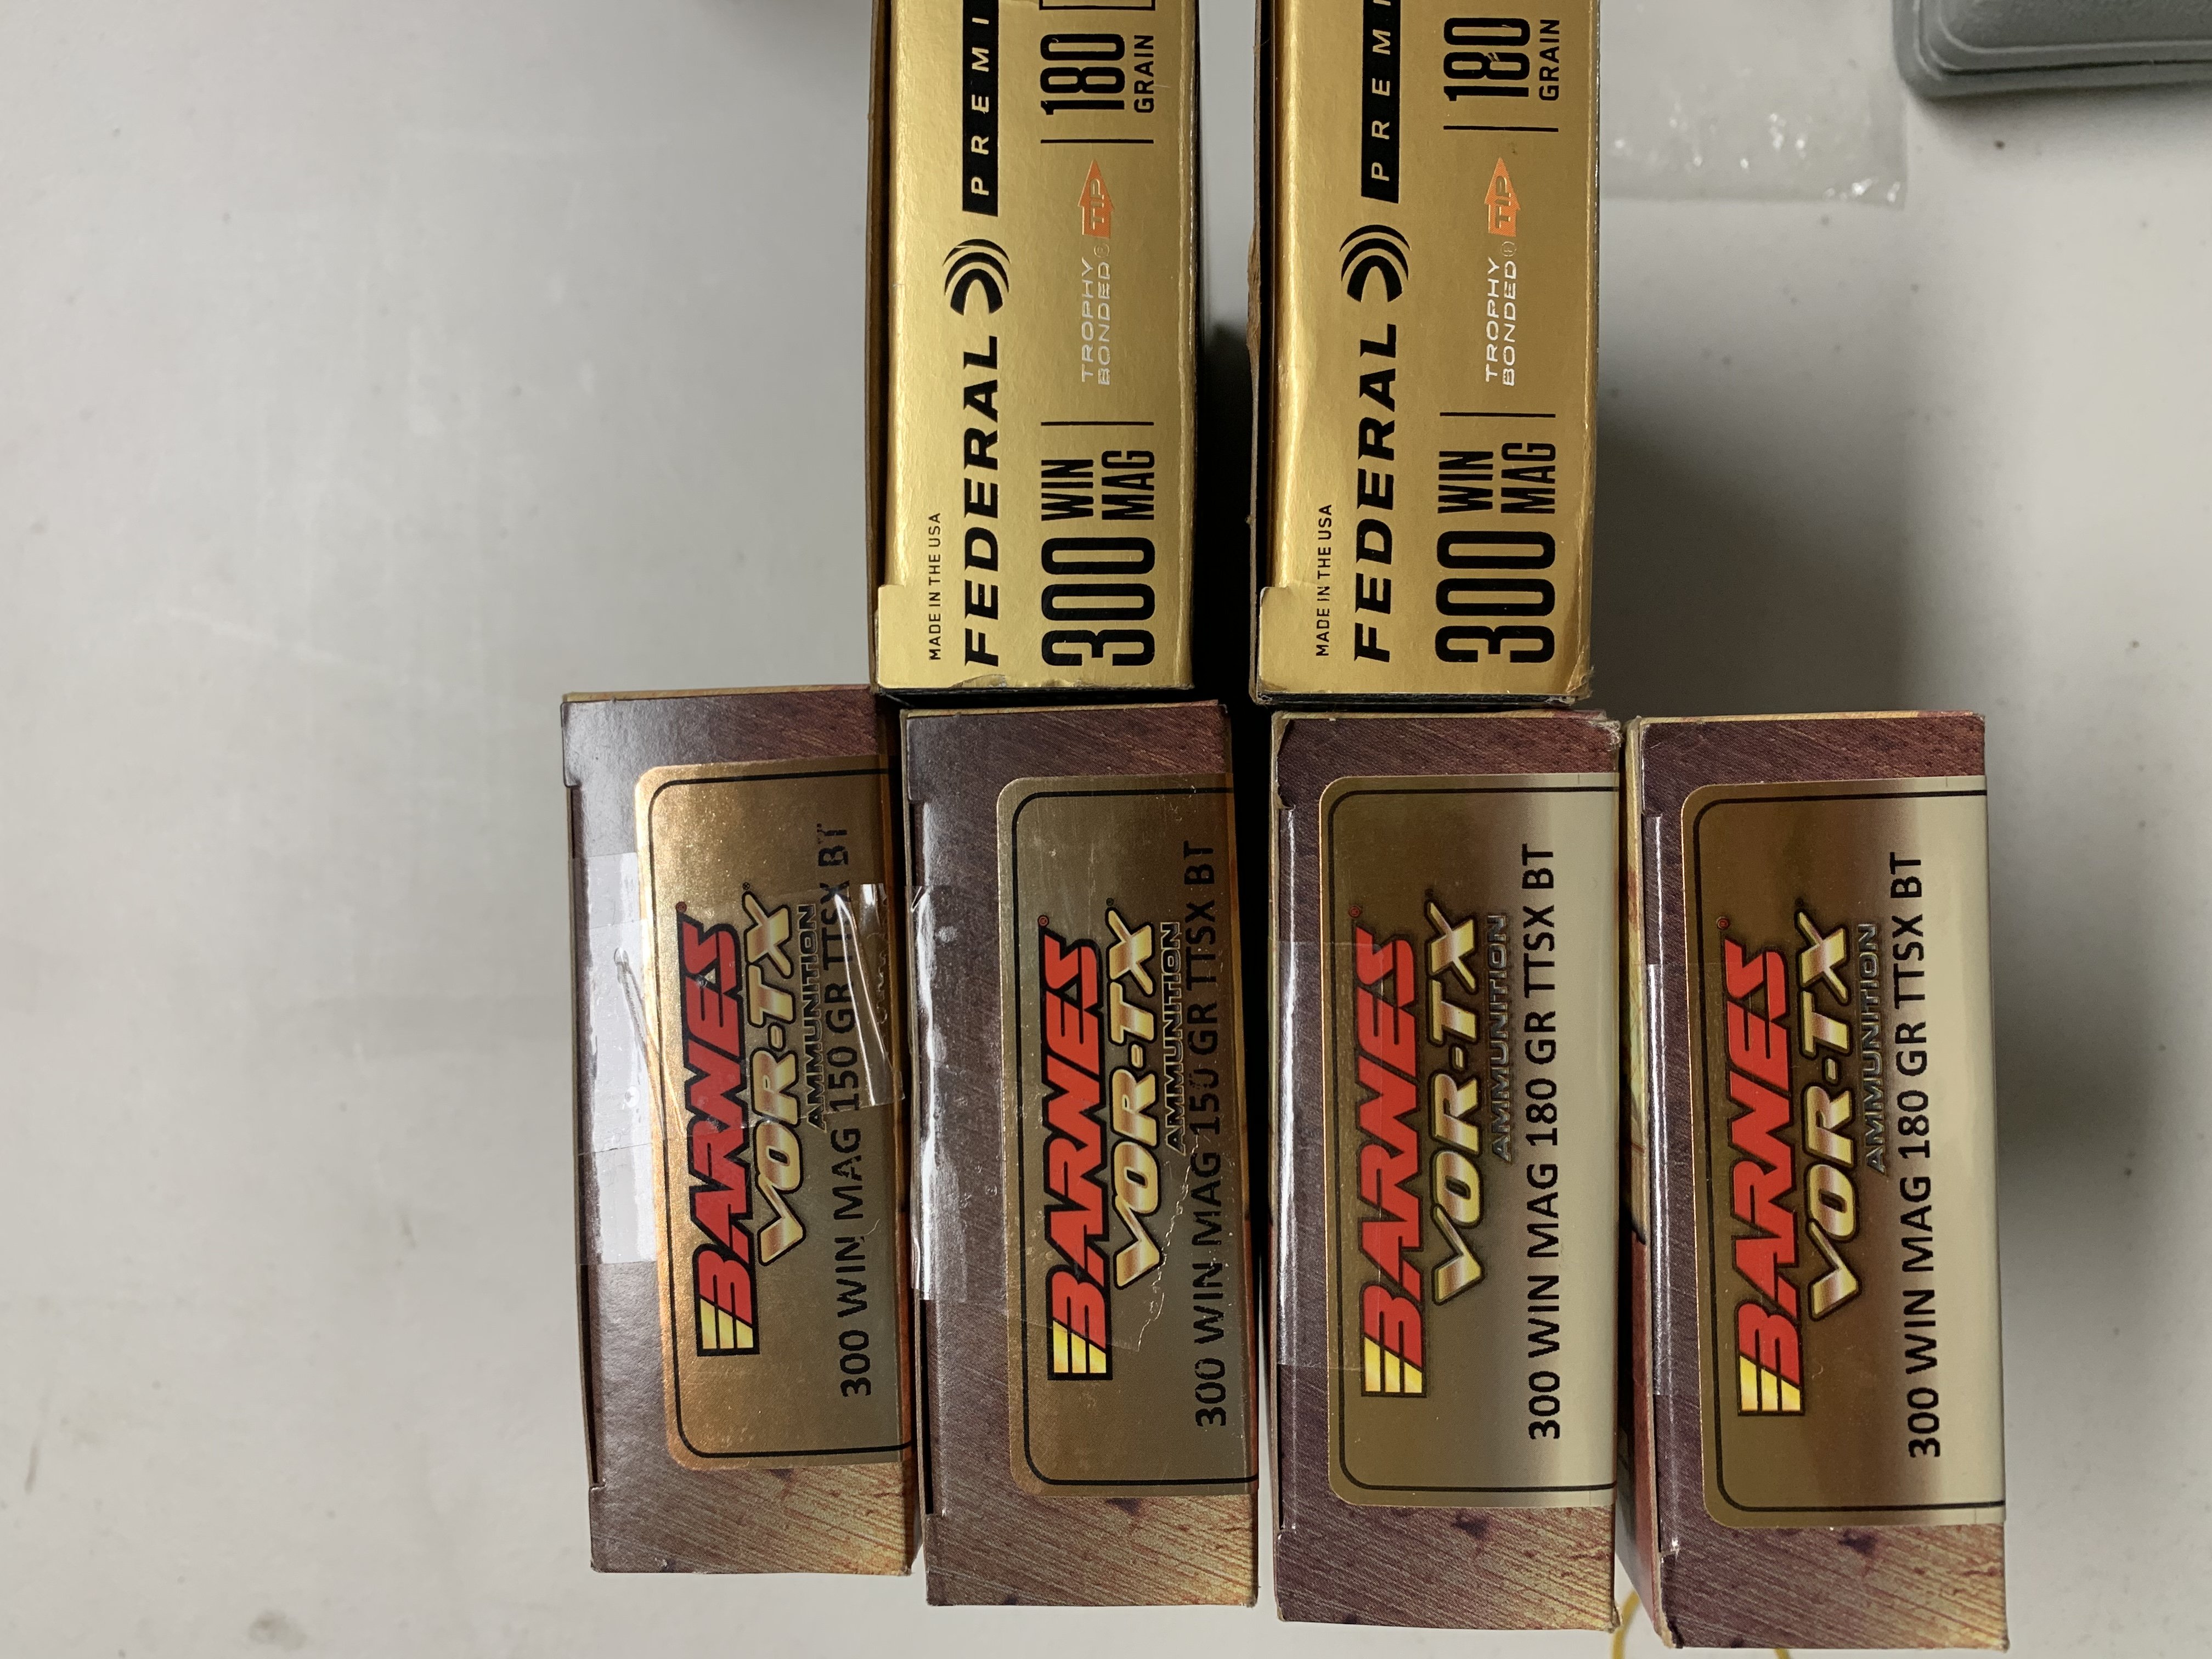 MADE IN THE USA
FEDERAL PREMI
300 WIN MAG
TROPHY BONDED® TIP
180 GRAIN
MADE IN THE USA
FEDERAL PREMI
300 WIN MAG
TROPHY BONDED® TIP
180 GRAIN
BARNES®
VOR-TX®
AMMUNITION
300 WIN MAG 150 GR TTSX BT
BARNES®
VOR-TX®
AMMUNITION
300 WIN MAG 150 GR TTSX BT
BARNES®
VOR-TX
AMMUNITION
300 WIN MAG 180 GR TTSX BT
BARNES®
VOR-TX®
AMMUNITION
300 WIN MAG 180 GR TTSX BT